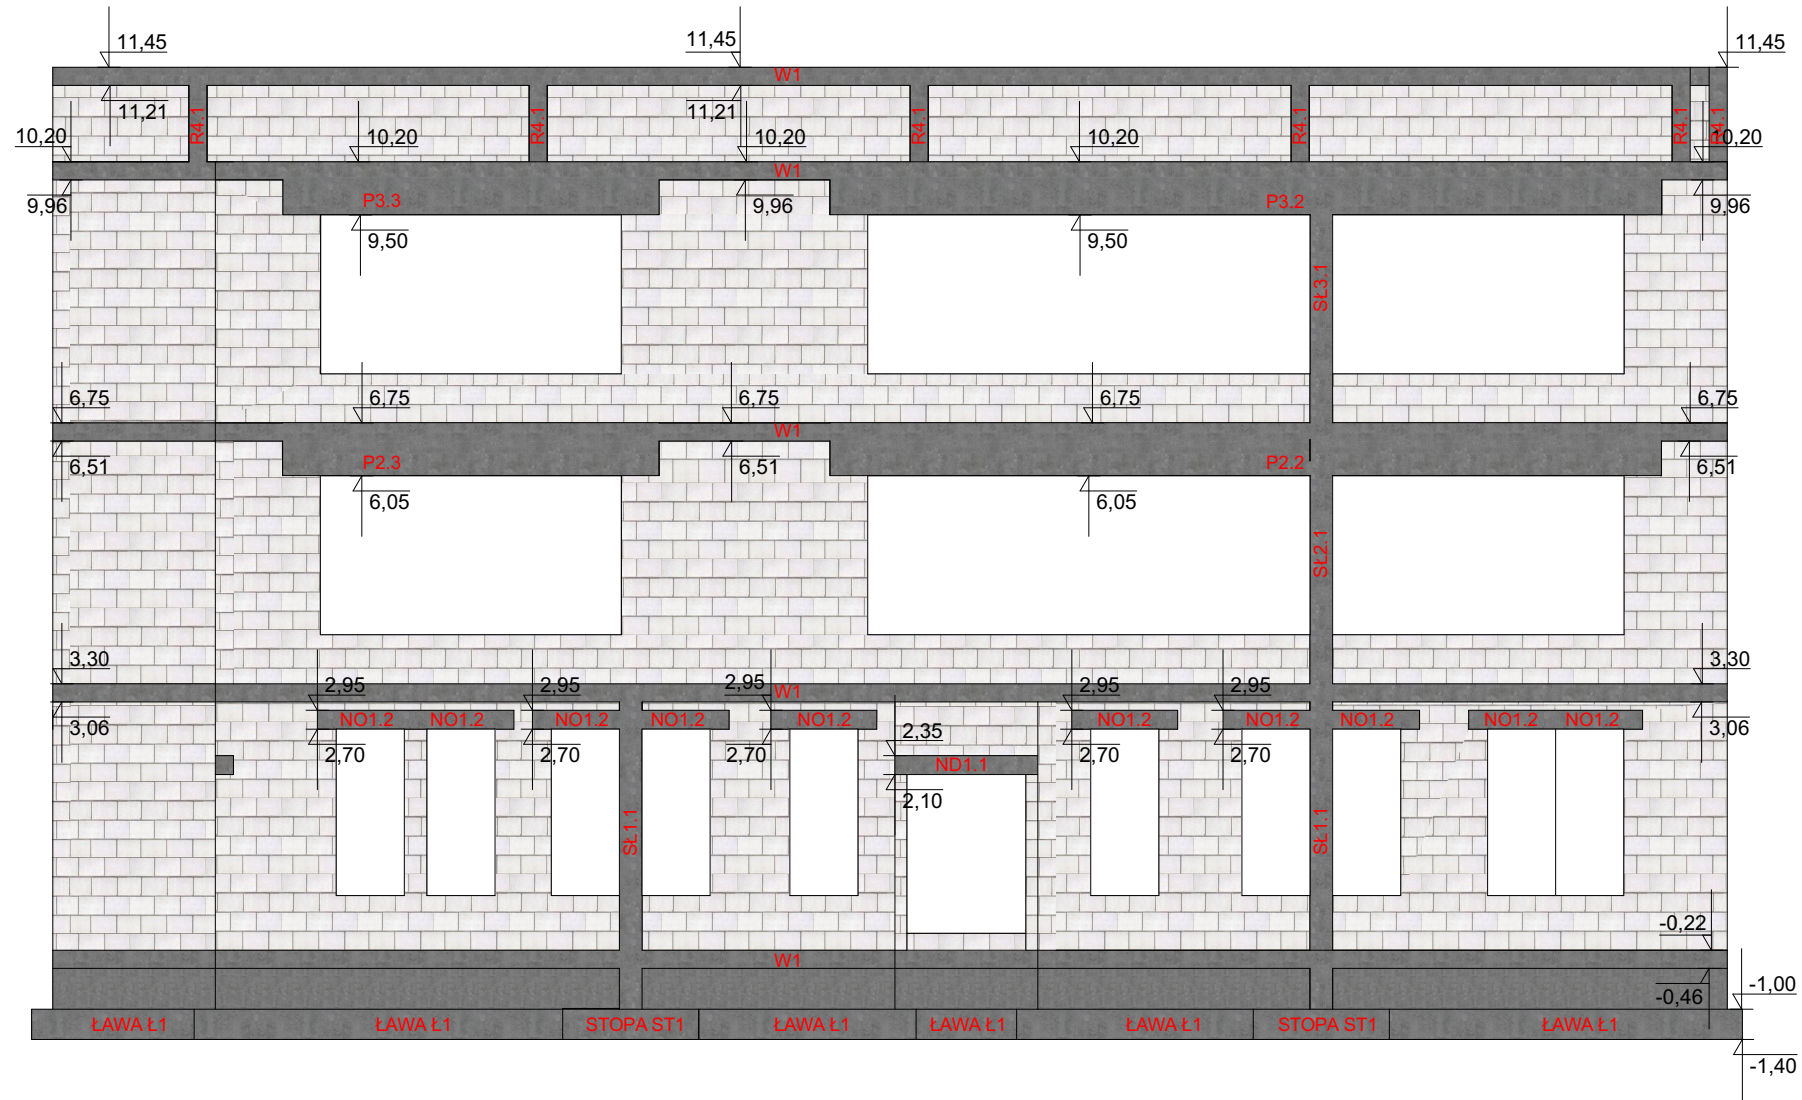 11,45 11,45 11,45
W1
11,21 11,21
R4.1 R4.1 R4.1 R4.1 R4.1 R4.1
10,20 10,20 10,20 10,20 10,20
W1
P3.3 P3.2
9,96 9,96 9,96
9,50 9,50
SŁ3.1
6,75 6,75 6,75 6,75 6,75
W1
P2.3 P2.2
6,51 6,51 6,51
6,05 6,05
SŁ2.1
3,30 3,30
2,95 2,95 2,95 2,95 2,95
W1
NO1.2 NO1.2 NO1.2 NO1.2 NO1.2 NO1.2 NO1.2 NO1.2 NO1.2 NO1.2
3,06 2,35 3,06
2,70 2,70 2,70 2,70 2,70
ND1.1
2,10
SŁ1.1 SŁ1.1
-0,22
W1
-0,46 -1,00
ŁAWA Ł1 ŁAWA Ł1 STOPA ST1 ŁAWA Ł1 ŁAWA Ł1 ŁAWA Ł1 STOPA ST1 ŁAWA Ł1
-1,40